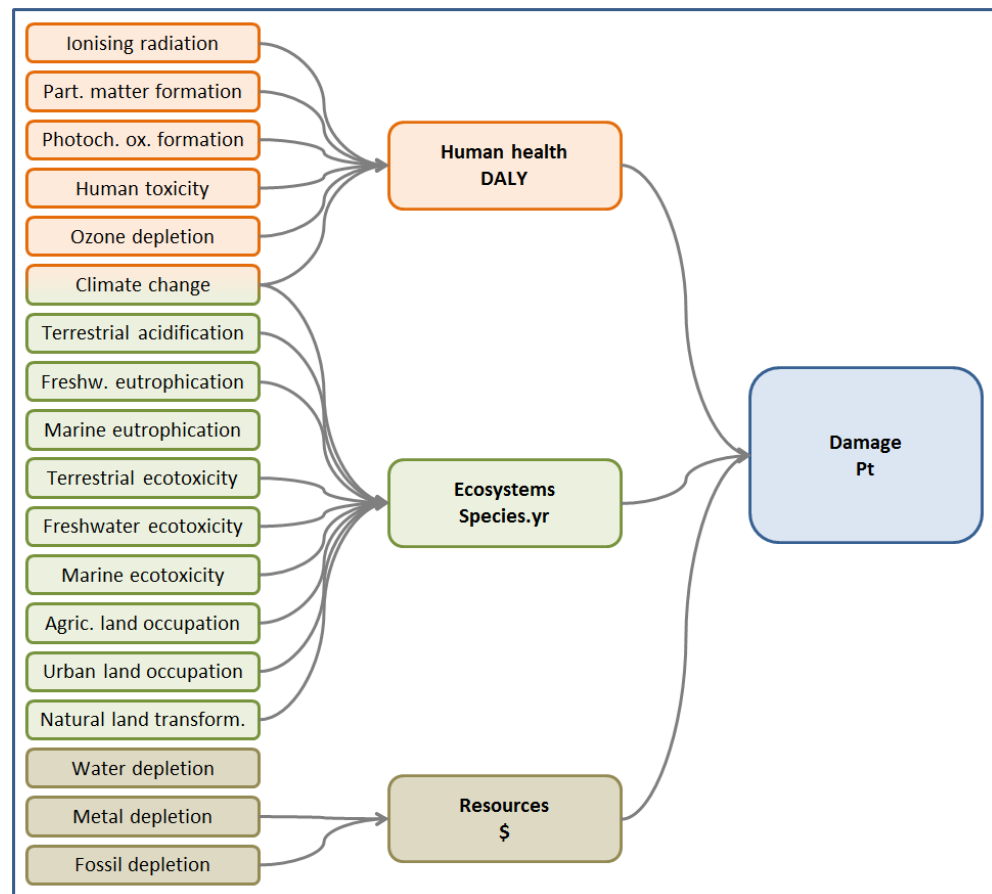 Ionising radiation
Part. matter formation
Photoch. ox. formation
Human toxicity
Ozone depletion
Climate change
Terrestrial acidification
Freshw. eutrophication
Marine eutrophication
Terrestrial ecotoxicity
Freshwater ecotoxicity
Marine ecotoxicity
Agric. land occupation
Urban land occupation
Natural land transform.
Water depletion
Metal depletion
Fossil depletion
Human health
DALY
Ecosystems
Species.yr
Resources
$
Damage
Pt